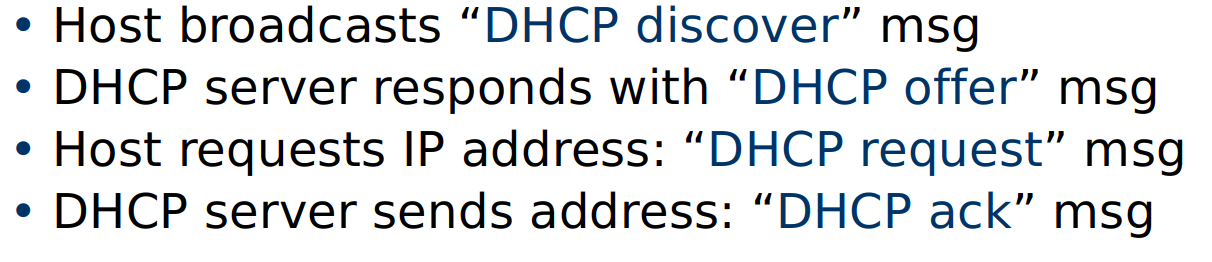 • Host broadcasts “DHCP discover” msg
• DHCP server responds with “DHCP offer” msg
• Host requests IP address: “DHCP request” msg
• DHCP server sends address: “DHCP ack” msg